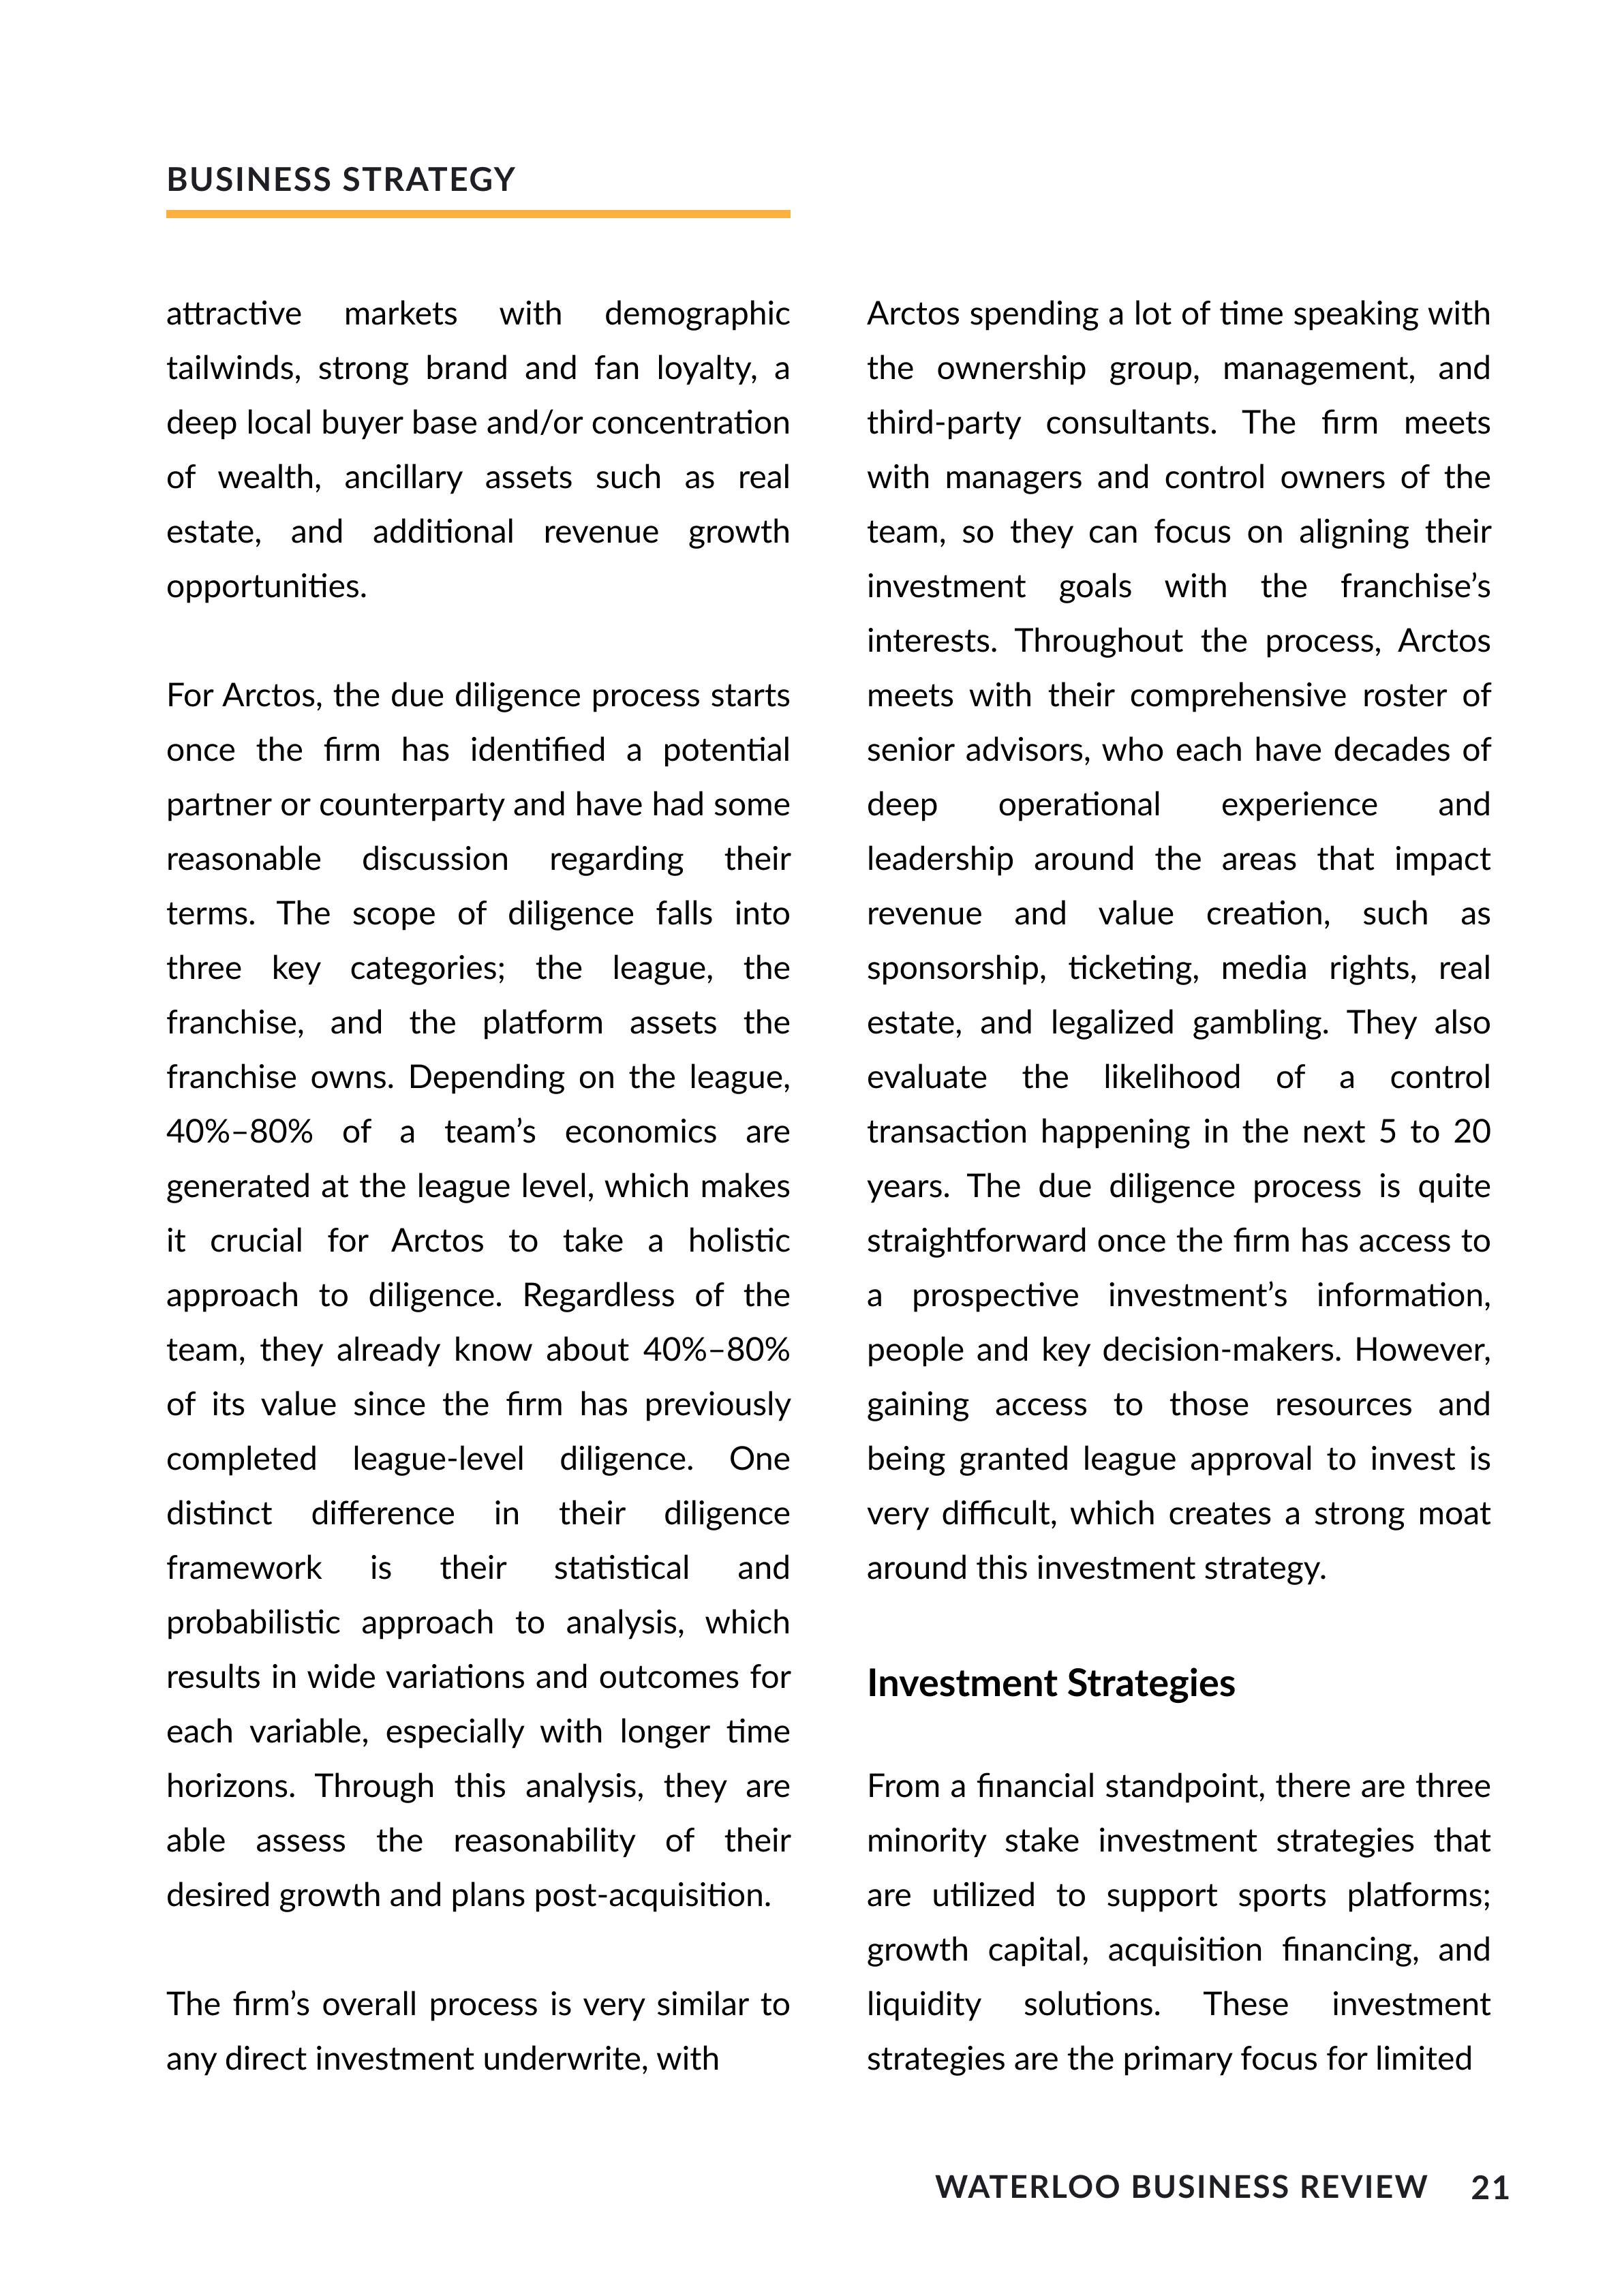 BUSINESS STRATEGY
attractive markets with demographic
tailwinds, strong brand and fan loyalty, a
deep local buyer base and/or concentration
of wealth, ancillary assets such as real
estate, and additional revenue growth
opportunities.
For Arctos, the due diligence process starts
once the firm has identified a potential
partner or counterparty and have had some
reasonable discussion regarding their
terms. The scope of diligence falls into
three key categories; the league, the
franchise, and the platform assets the
franchise owns. Depending on the league,
40%–80% of a team’s economics are
generated at the league level, which makes
it crucial for Arctos to take a holistic
approach to diligence. Regardless of the
team, they already know about 40%–80%
of its value since the firm has previously
completed league-level diligence. One
distinct difference in their diligence
framework is their statistical and
probabilistic approach to analysis, which
results in wide variations and outcomes for
each variable, especially with longer time
horizons. Through this analysis, they are
able assess the reasonability of their
desired growth and plans post-acquisition.
The firm’s overall process is very similar to
any direct investment underwrite, with
Arctos spending a lot of time speaking with
the ownership group, management, and
third-party consultants. The firm meets
with managers and control owners of the
team, so they can focus on aligning their
investment goals with the franchise’s
interests. Throughout the process, Arctos
meets with their comprehensive roster of
senior advisors, who each have decades of
deep operational experience and
leadership around the areas that impact
revenue and value creation, such as
sponsorship, ticketing, media rights, real
estate, and legalized gambling. They also
evaluate the likelihood of a control
transaction happening in the next 5 to 20
years. The due diligence process is quite
straightforward once the firm has access to
a prospective investment’s information,
people and key decision-makers. However,
gaining access to those resources and
being granted league approval to invest is
very difficult, which creates a strong moat
around this investment strategy.
Investment Strategies
From a financial standpoint, there are three
minority stake investment strategies that
are utilized to support sports platforms;
growth capital, acquisition financing, and
liquidity solutions. These investment
strategies are the primary focus for limited
WATERLOO BUSINESS REVIEW 21